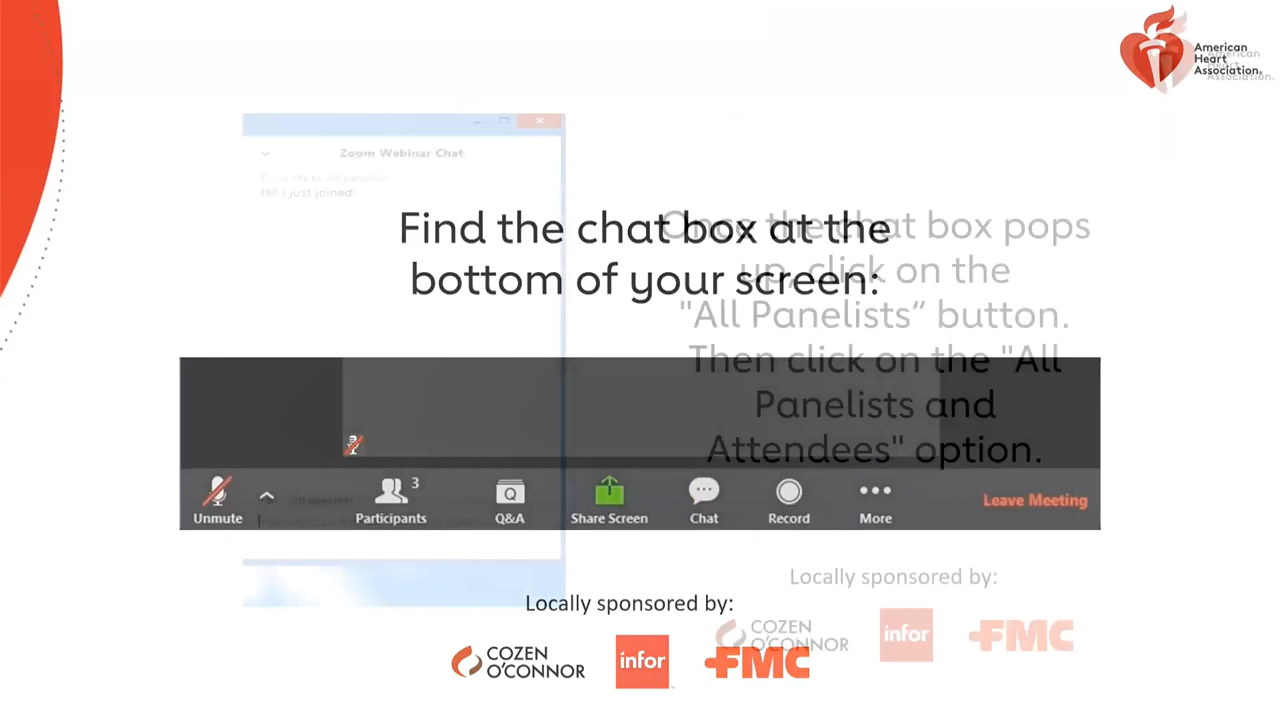 American
Heart
Association®
American
Heart
Association®
Zoom Webinar Chat
Hi! I just joined!
Find the chat box at the
bottom of your screen:
Once the chat box pops
up, click on the
"All Panelists” button.
Then click on the "All
Panelists and
Attendees" option.
3
Unmute
Participants
Q
Q&A
Share Screen
Chat
Record
More
Leave Meeting
Locally sponsored by:
COZEN
O'CONNOR
infor
FMC
Locally sponsored by:
COZEN
O'CONNOR
infor
FMC